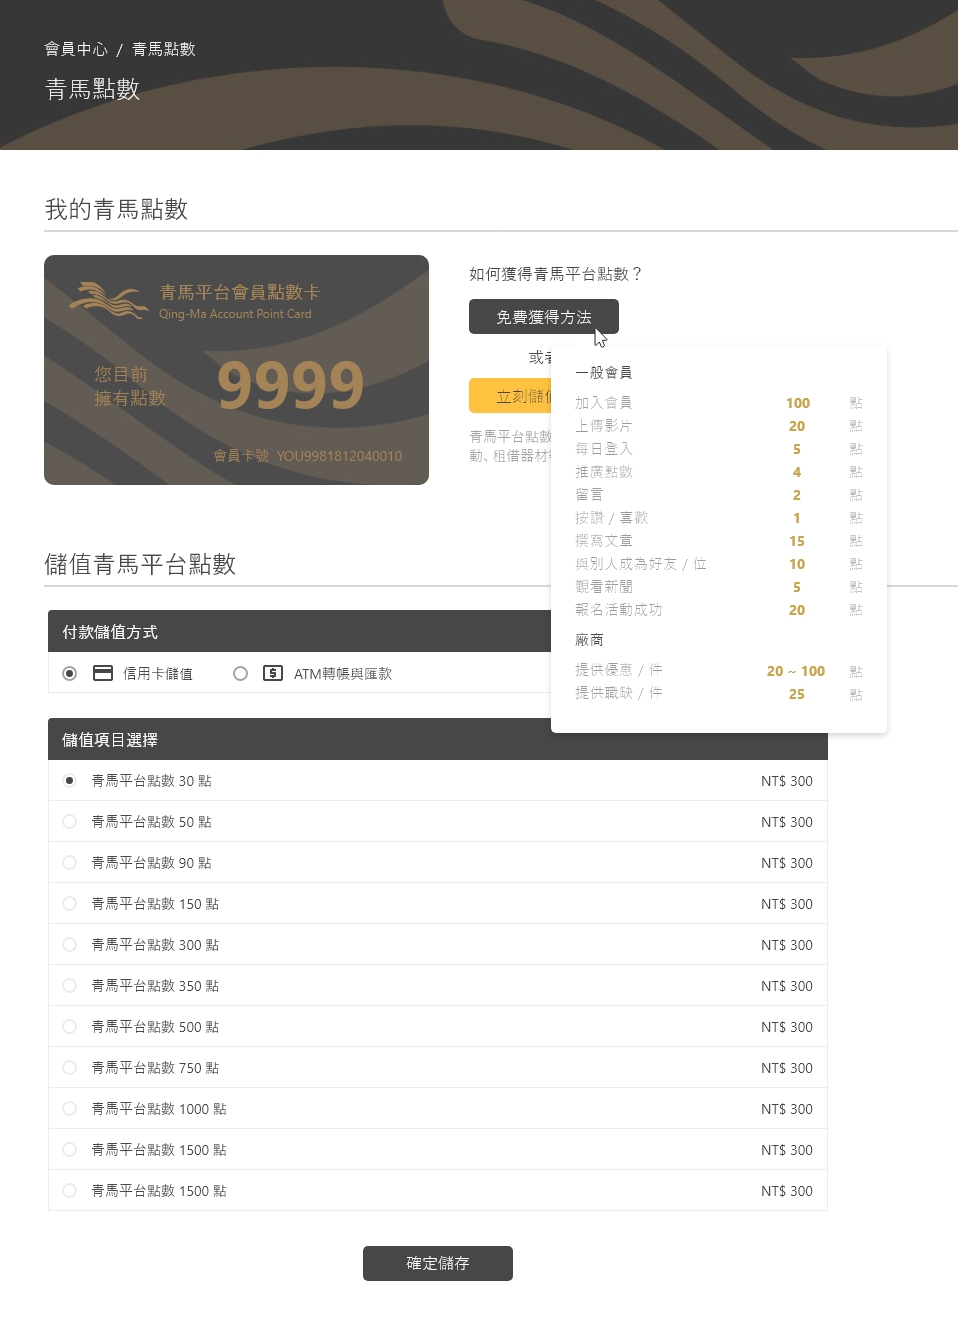 會員中心 / 青馬點數
青馬點數
我的青馬點數
青馬平台會員點數卡
Qing-Ma Account Point Card
您目前
擁有點數
9999
會員卡號 YOU9981812040010
如何獲得青馬平台點數？
免費獲得方法
或
立刻儲
青馬平台點數
動、租借器材
一般會員
加入會員 100 點
上傳影片 20 點
每日登入 5 點
推廣點數 4 點
留言 2 點
按讚 / 喜歡 1 點
撰寫文章 15 點
與別人成為好友 / 位 10 點
觀看新聞 5 點
報名活動成功 20 點
廠商
提供優惠 / 件 20 ~ 100 點
提供職缺 / 件 25 點
儲值青馬平台點數
付款儲值方式
信用卡儲值 ATM轉帳與匯款
儲值項目選擇
青馬平台點數 30 點 NT$ 300
青馬平台點數 50 點 NT$ 300
青馬平台點數 90 點 NT$ 300
青馬平台點數 150 點 NT$ 300
青馬平台點數 300 點 NT$ 300
青馬平台點數 350 點 NT$ 300
青馬平台點數 500 點 NT$ 300
青馬平台點數 750 點 NT$ 300
青馬平台點數 1000 點 NT$ 300
青馬平台點數 1500 點 NT$ 300
青馬平台點數 1500 點 NT$ 300
確定儲存